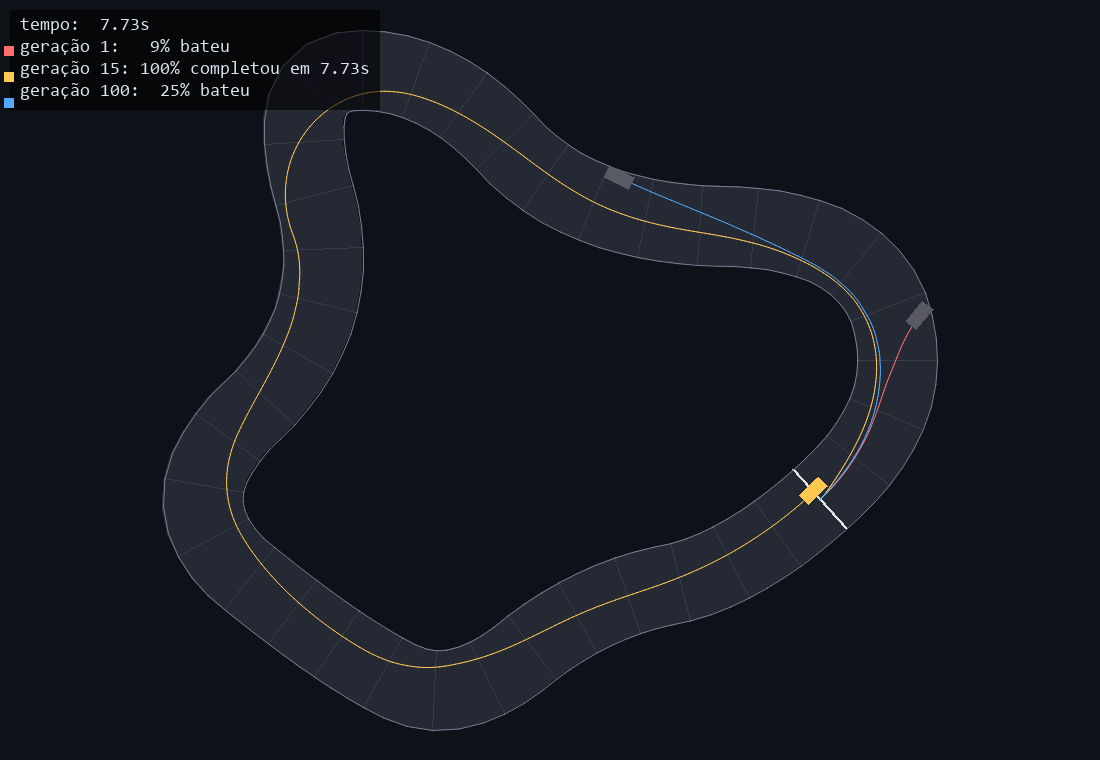 tempo:  7.73s
geração 1:   9% bateu
geração 15: 100% completou em 7.73s
geração 100:  25% bateu